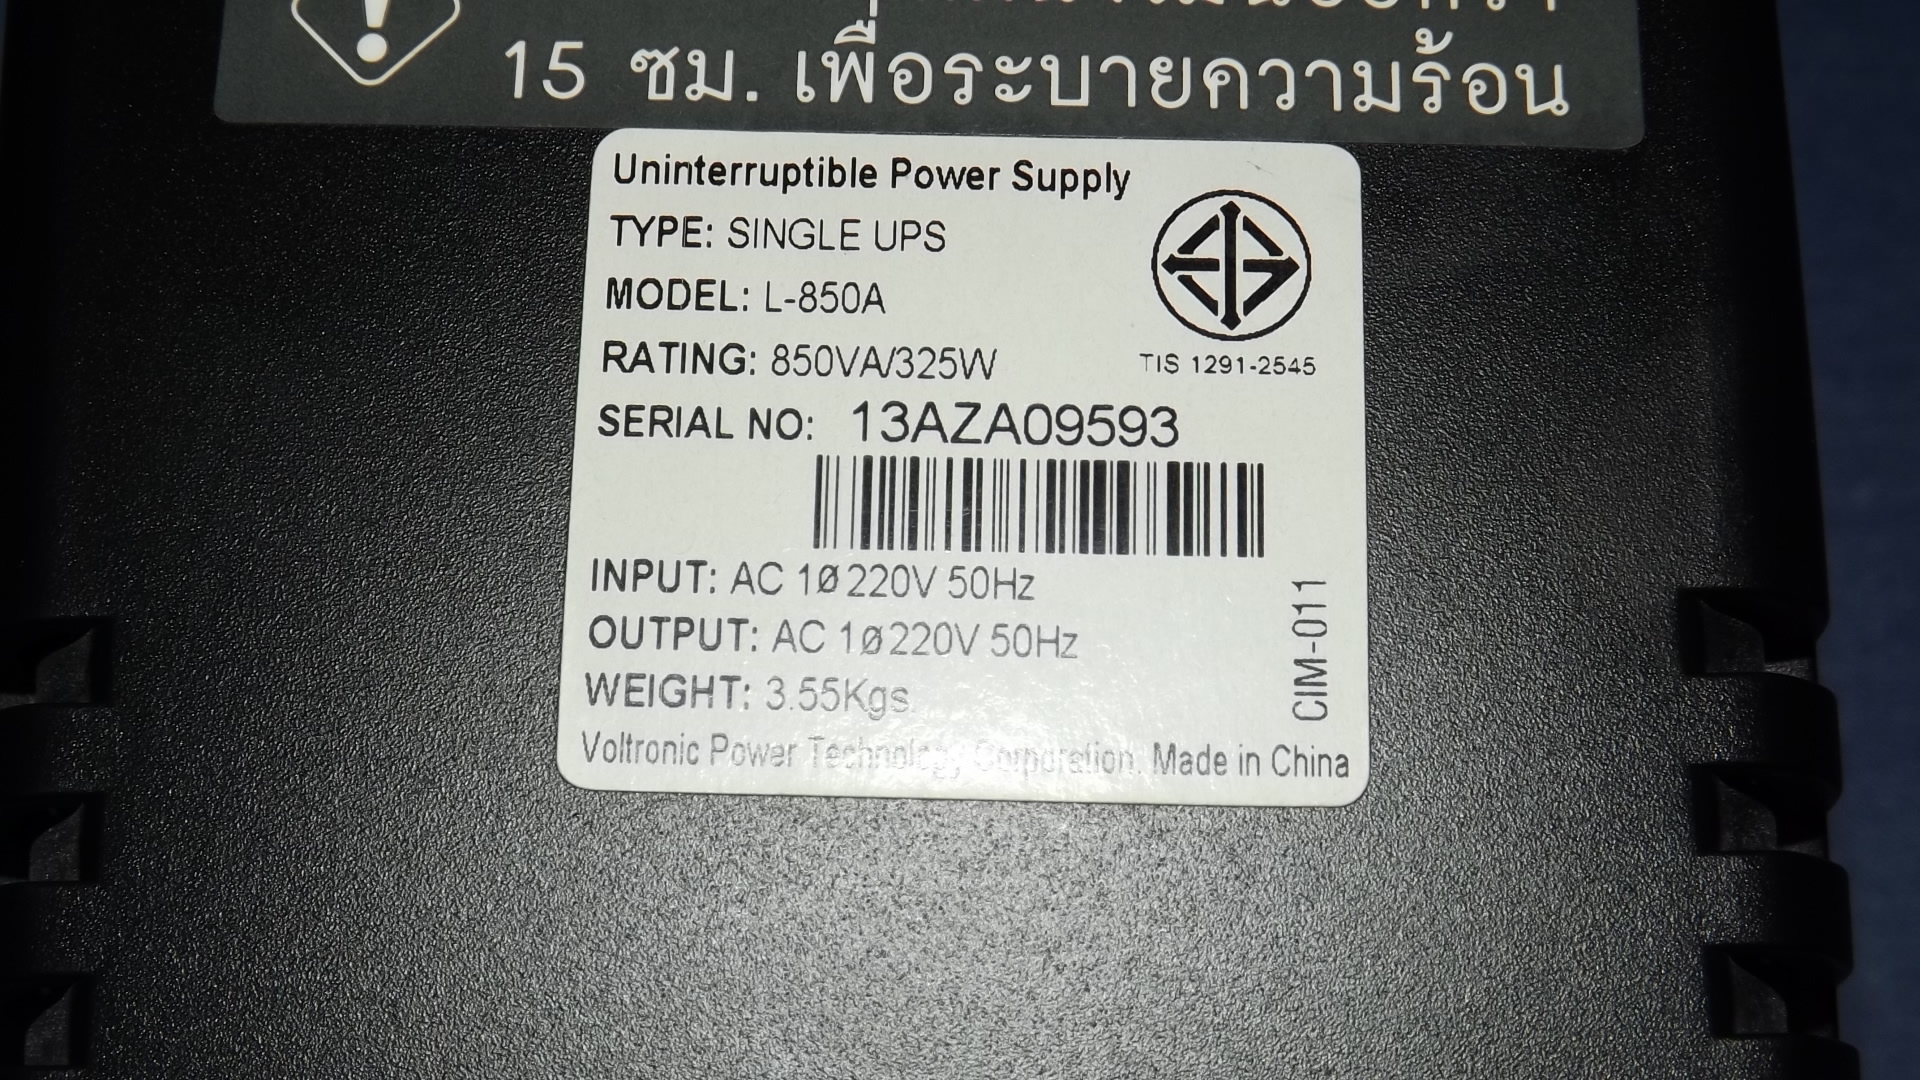 15 ซม. เพื่อระบายความร้อน
Uninterruptible Power Supply
TYPE: SINGLE UPS
MODEL: L-850A
RATING: 850VA/325W
TIS 1291-2545
SERIAL NO: 13AZA09593
INPUT: AC 1ø 220V 50Hz
OUTPUT: AC 1ø 220V 50Hz
WEIGHT: 3.55Kgs.
CIM-011
Voltronic Power Technology Corporation. Made in China